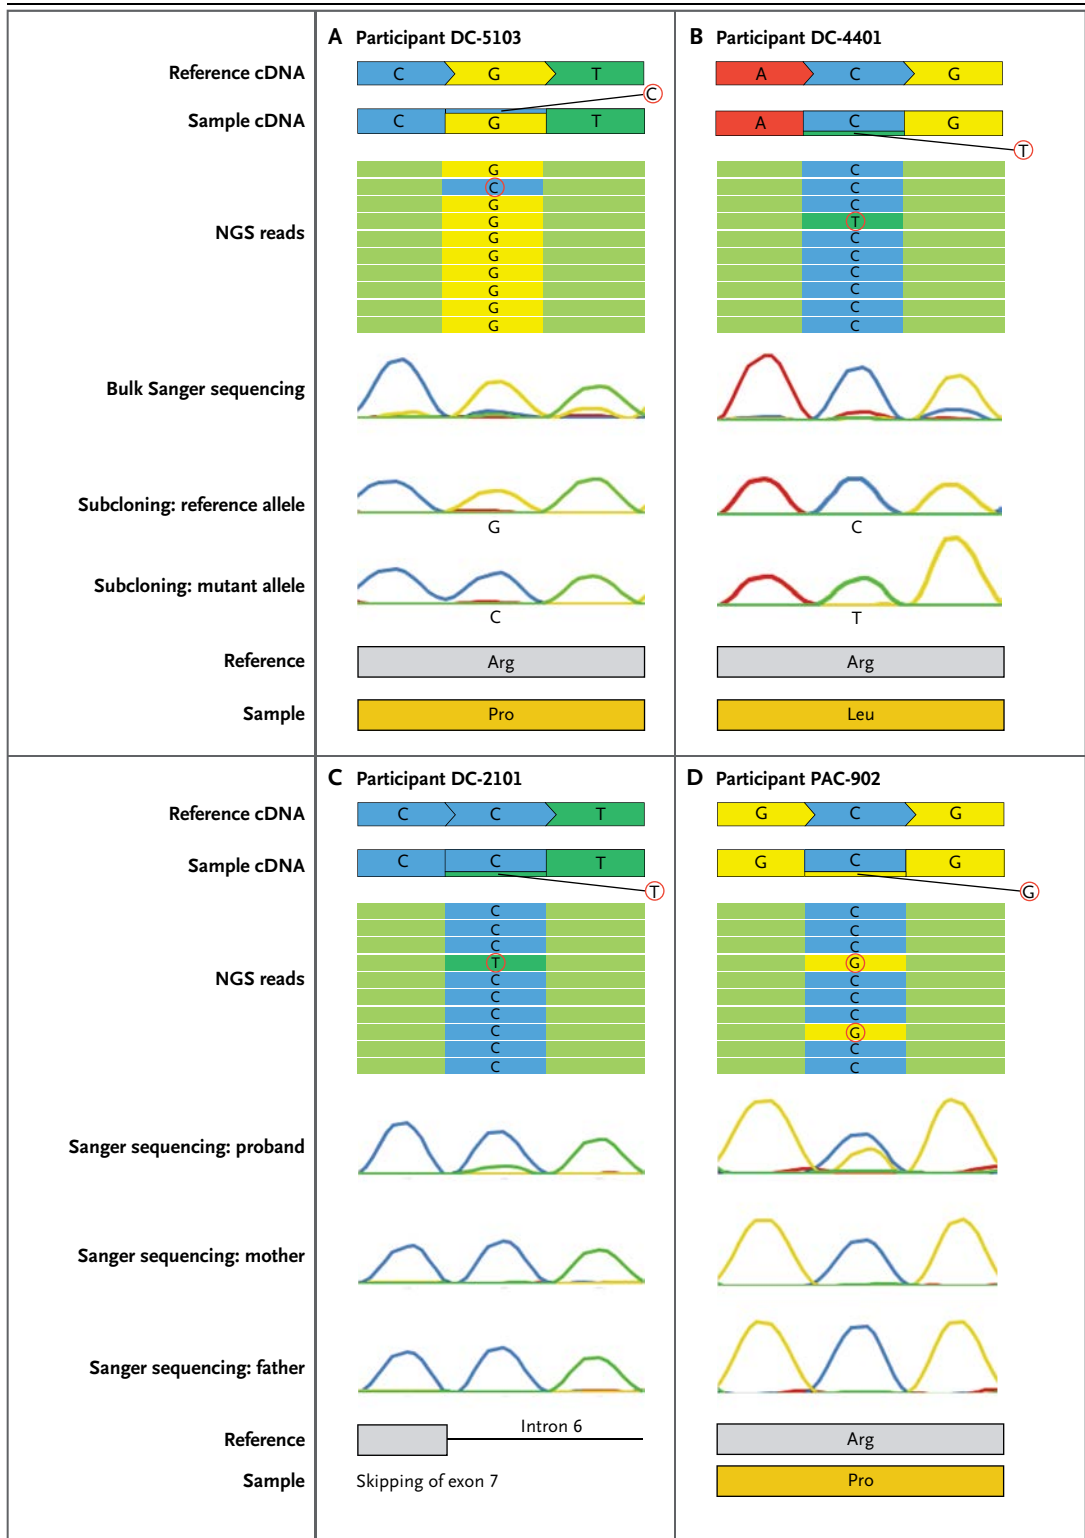 A Participant DC-5103
Reference cDNA C G T
C
Sample cDNA C G T
NGS reads
G
C
G
G
G
G
G
G
G
G
Bulk Sanger sequencing
Subcloning: reference allele
G
Subcloning: mutant allele
C
Reference Arg
Sample Pro
B Participant DC-4401
A C G
A C G
T
C
C
C
T
C
C
C
C
C
C
C
T
Arg
Leu
C Participant DC-2101
Reference cDNA C C T
Sample cDNA C C T
T
NGS reads
C
C
C
T
C
C
C
C
C
C
Sanger sequencing: proband
Sanger sequencing: mother
Sanger sequencing: father
Reference Intron 6
Sample Skipping of exon 7
D Participant PAC-902
G C G
G C G
G
C
C
C
G
C
C
C
G
C
C
Arg
Pro